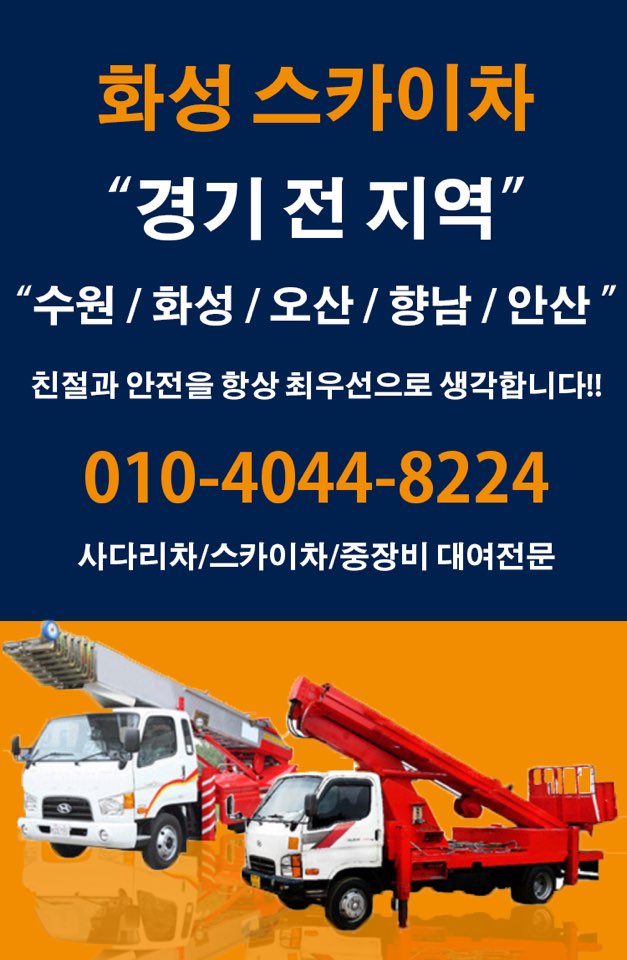 화성 스카이차
“경기 전 지역”
“수원 / 화성 / 오산 / 향남 / 안산 ”
친절과 안전을 항상 최우선으로 생각합니다!!
010-4044-8224
사다리차/스카이차/중장비 대여전문